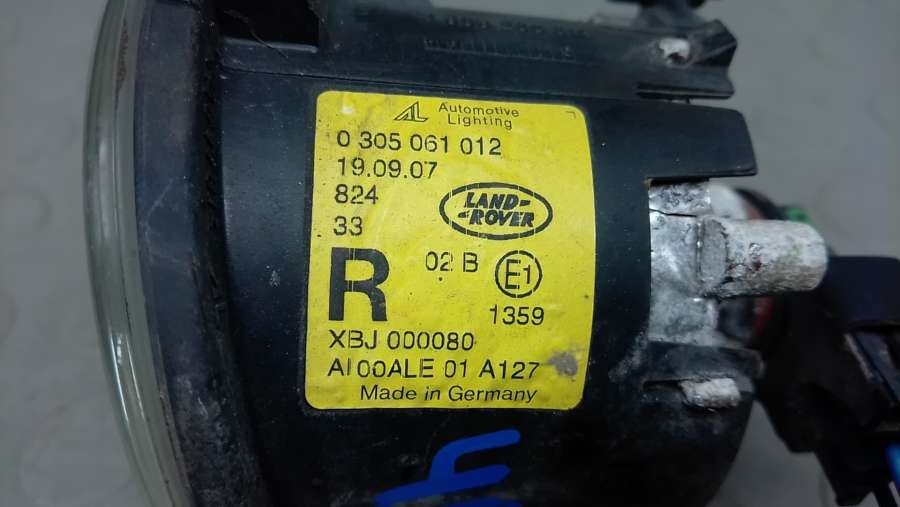 Automotive
Lighting
0 305 061 012
19.09.07
824
33
LAND-
ROVER
R
02 B
E1
1359
XBJ 000080
AI00ALE 01 A127
Made in Germany